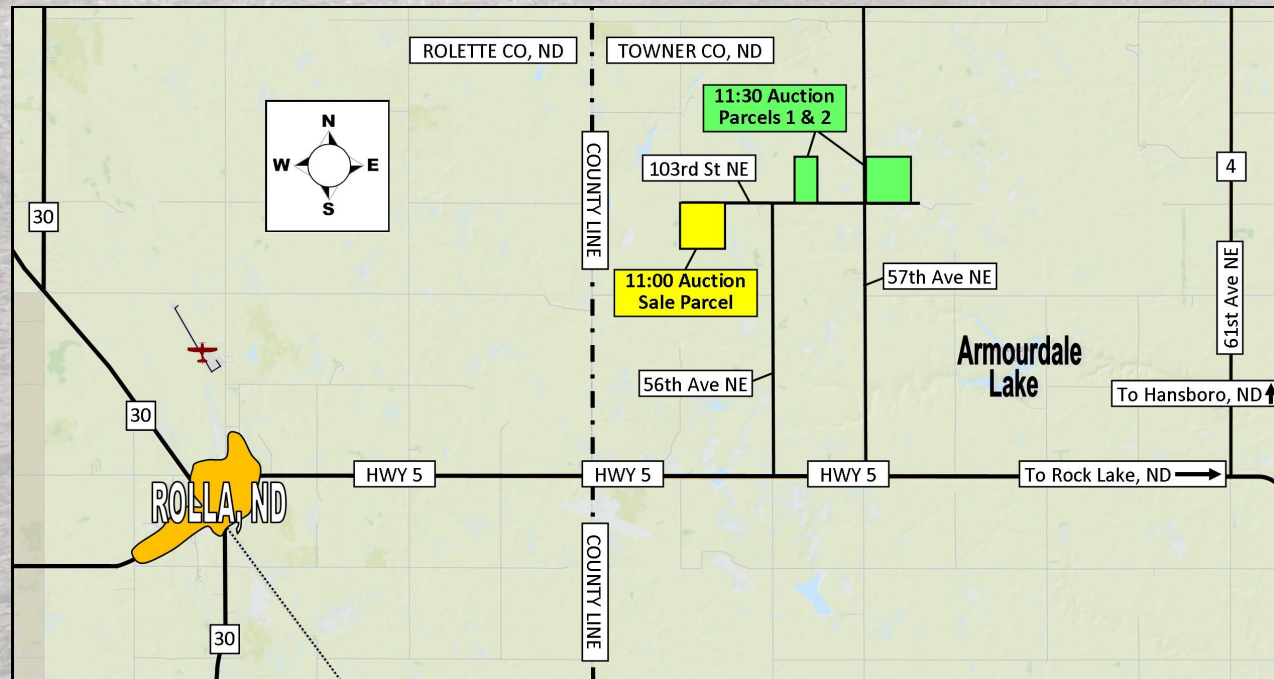 ROLETTE CO, ND
TOWNER CO, ND
11:30 Auction
Parcels 1 & 2
N
W
E
S
COUNTY LINE
103rd St NE
4
30
11:00 Auction
Sale Parcel
57th Ave NE
61st Ave NE
Armourdale
Lake
56th Ave NE
To Hansboro, ND
30
HWY 5
HWY 5
HWY 5
To Rock Lake, ND
ROLLA, ND
COUNTY LINE
30